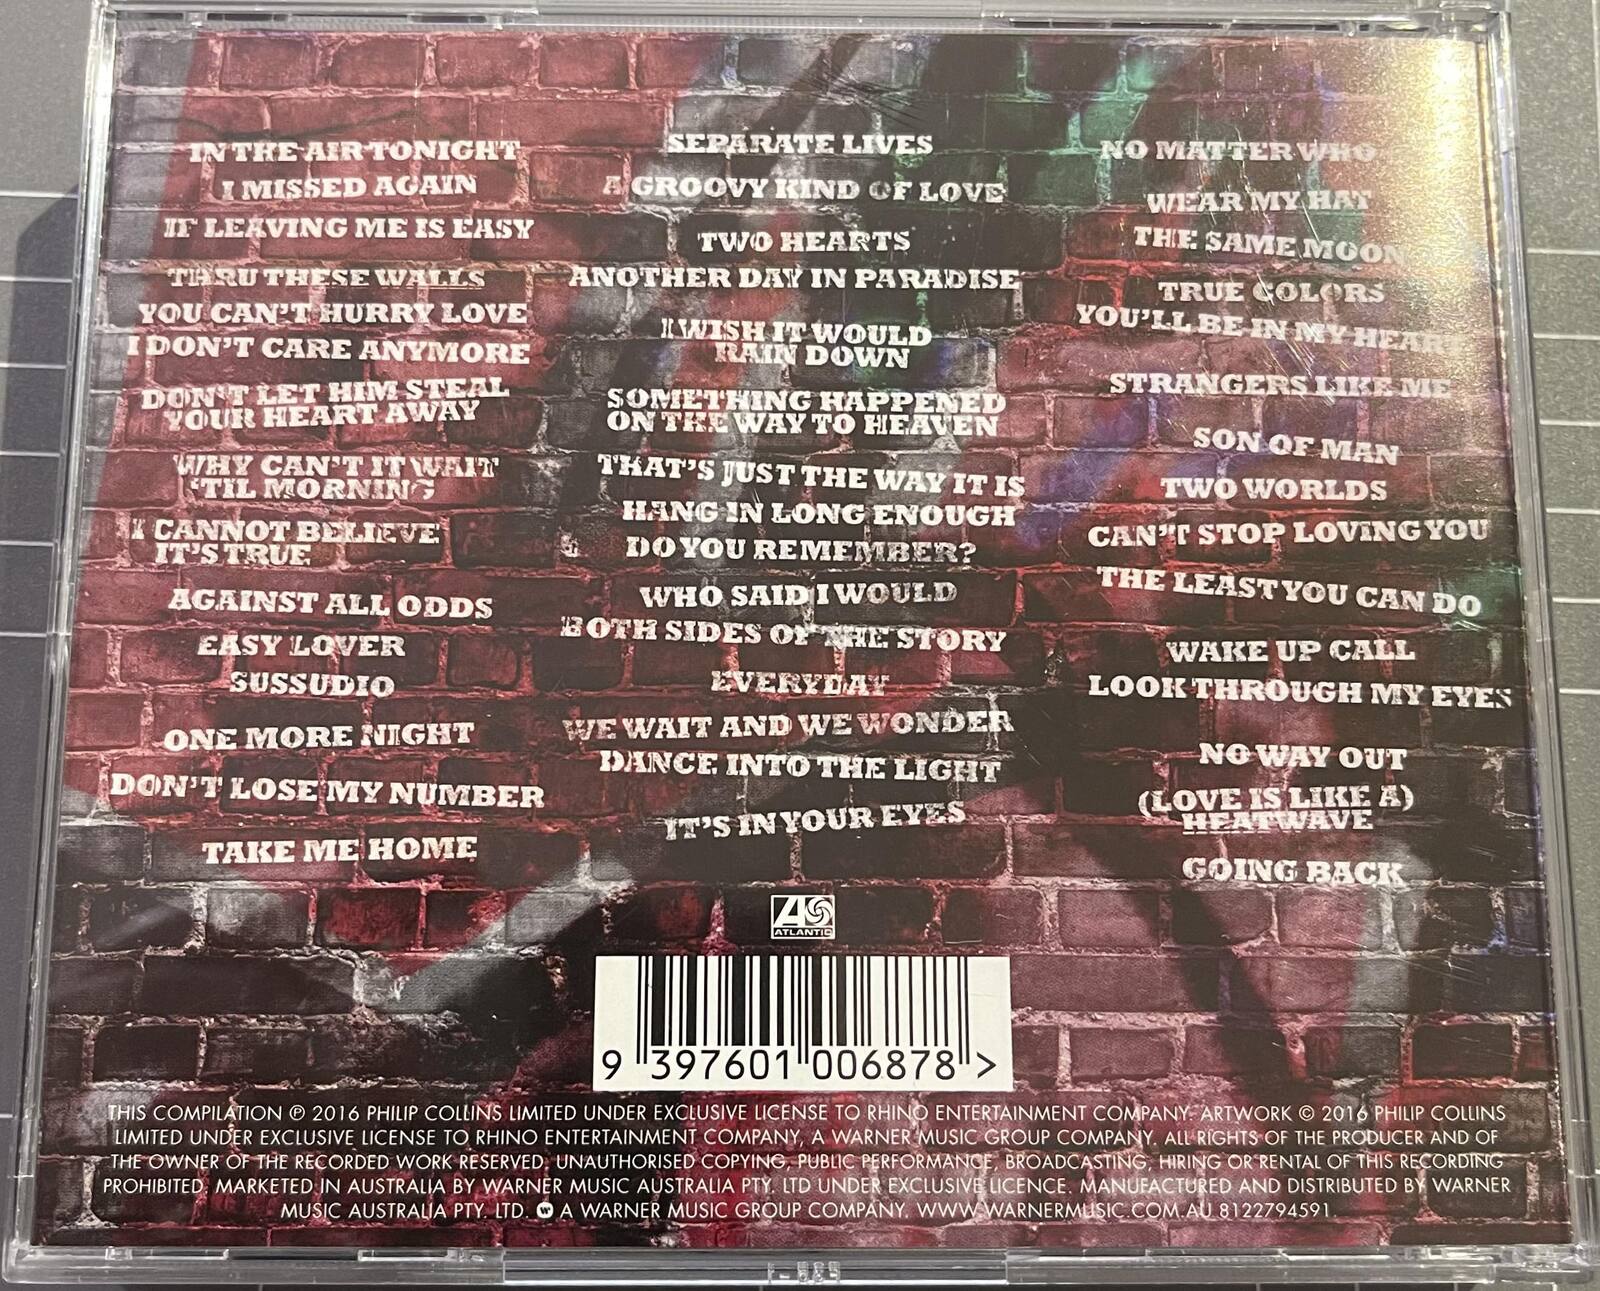 IN THE AIR TONIGHT
I MISSED AGAIN
IF LEAVING ME IS EASY
THRU THESE WALLS
YOU CAN'T HURRY LOVE
I DON'T CARE ANYMORE
DON'T LET HIM STEAL
YOUR HEART AWAY
WHY CAN'T IT WAIT
'TIL MORNING
I CANNOT BELIEVE
IT'S TRUE
AGAINST ALL ODDS
EASY LOVER
SUSSUDIO
ONE MORE NIGHT
DON'T LOSE MY NUMBER
TAKE ME HOME
SEPARATE LIVES
A GROOVY KIND OF LOVE
TWO HEARTS
ANOTHER DAY IN PARADISE
I WISH IT WOULD
RAIN DOWN
SOMETHING HAPPENED
ON THE WAY TO HEAVEN
THAT'S JUST THE WAY IT IS
HANG IN LONG ENOUGH
DO YOU REMEMBER?
WHO SAID I WOULD
BOTH SIDES OF THE STORY
EVERYDAY
WE WAIT AND WE WONDER
DANCE INTO THE LIGHT
IT'S IN YOUR EYES
NO MATTER WHO
WEAR MY HAT
THE SAME MOON
TRUE COLORS
YOU'LL BE IN MY HEART
STRANGERS LIKE ME
SON OF MAN
TWO WORLDS
CAN'T STOP LOVING YOU
THE LEAST YOU CAN DO
WAKE UP CALL
LOOK THROUGH MY EYES
NO WAY OUT
(LOVE IS LIKE A)
HEATWAVE
GOING BACK
ATLANTIC
9 397601 006878 >
THIS COMPILATION ℗ 2016 PHILIP COLLINS LIMITED UNDER EXCLUSIVE LICENSE TO RHINO ENTERTAINMENT COMPANY. ARTWORK © 2016 PHILIP COLLINS
LIMITED UNDER EXCLUSIVE LICENSE TO RHINO ENTERTAINMENT COMPANY, A WARNER MUSIC GROUP COMPANY. ALL RIGHTS OF THE PRODUCER AND OF
THE OWNER OF THE RECORDED WORK RESERVED. UNAUTHORISED COPYING, PUBLIC PERFORMANCE, BROADCASTING, HIRING OR RENTAL OF THIS RECORDING
PROHIBITED. MARKETED IN AUSTRALIA BY WARNER MUSIC AUSTRALIA PTY. LTD UNDER EXCLUSIVE LICENCE. MANUFACTURED AND DISTRIBUTED BY WARNER
MUSIC AUSTRALIA PTY. LTD. A WARNER MUSIC GROUP COMPANY. WWW.WARNERMUSIC.COM.AU 8122794591.